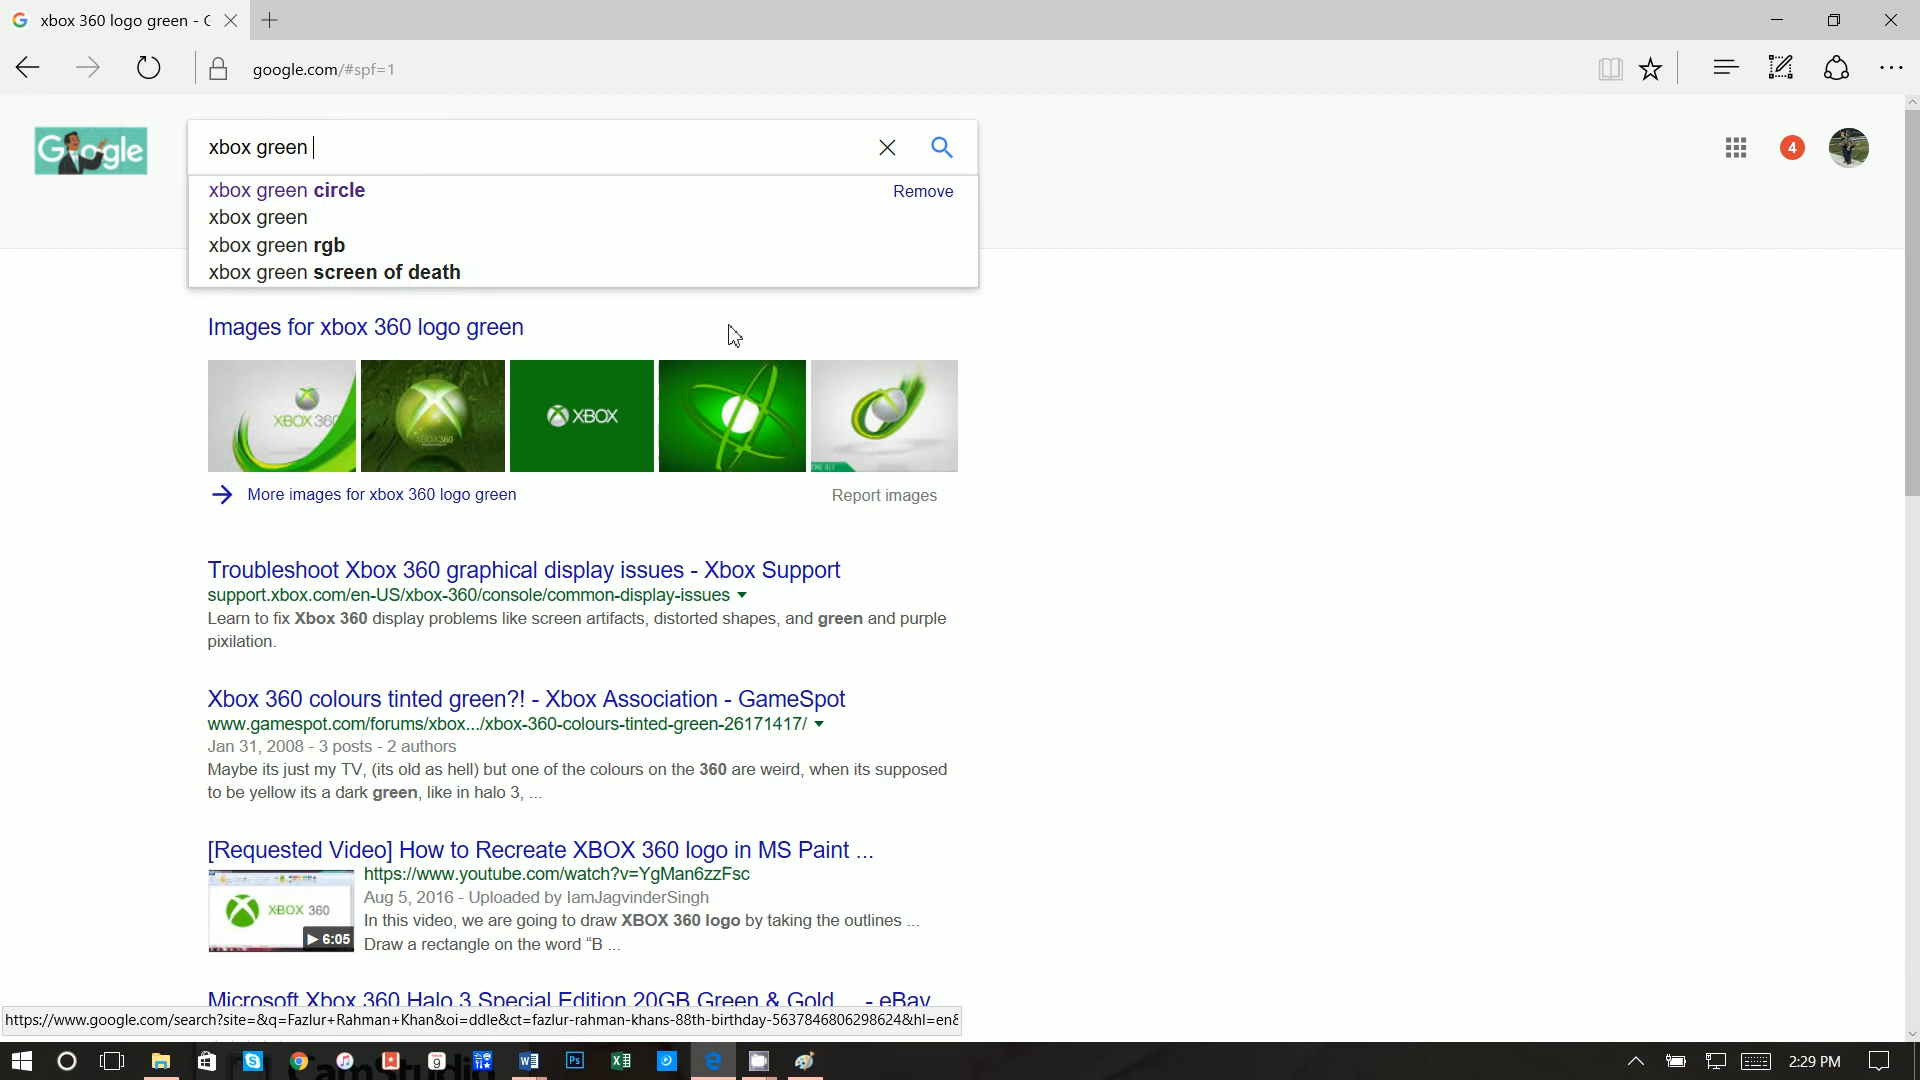 xbox 360 logo green - G
google.com/#spf=1
Google
xbox green
4
xbox green circle
Remove
xbox green
xbox green rgb
xbox green screen of death
Images for xbox 360 logo green
XBOX 360
XBOX360
XBOX
More images for xbox 360 logo green
Report images
Troubleshoot Xbox 360 graphical display issues - Xbox Support
support.xbox.com/en-US/xbox-360/console/common-display-issues
Learn to fix Xbox 360 display problems like screen artifacts, distorted shapes, and green and purple
pixilation.
Xbox 360 colours tinted green?! - Xbox Association - GameSpot
www.gamespot.com/forums/xbox.../xbox-360-colours-tinted-green-26171417/
Jan 31, 2008 - 3 posts - 2 authors
Maybe its just my TV, (its old as hell) but one of the colours on the 360 are weird, when its supposed
to be yellow its a dark green, like in halo 3, ...
[Requested Video] How to Recreate XBOX 360 logo in MS Paint ...
XBOX 360
6:05
https://www.youtube.com/watch?v=YgMan6zzFsc
Aug 5, 2016 - Uploaded by IamJagvinderSingh
In this video, we are going to draw XBOX 360 logo by taking the outlines ...
Draw a rectangle on the word “B ...
Microsoft Xbox 360 Halo 3 Special Edition 20GB Green & Gold ... - eBay
https://www.google.com/search?site=&q=Fazlur+Rahman+Khan&oi=ddle&ct=fazlur-rahman-khans-88th-birthday-5637846806298624&hl=en&
CamStudio
9
2:29 PM